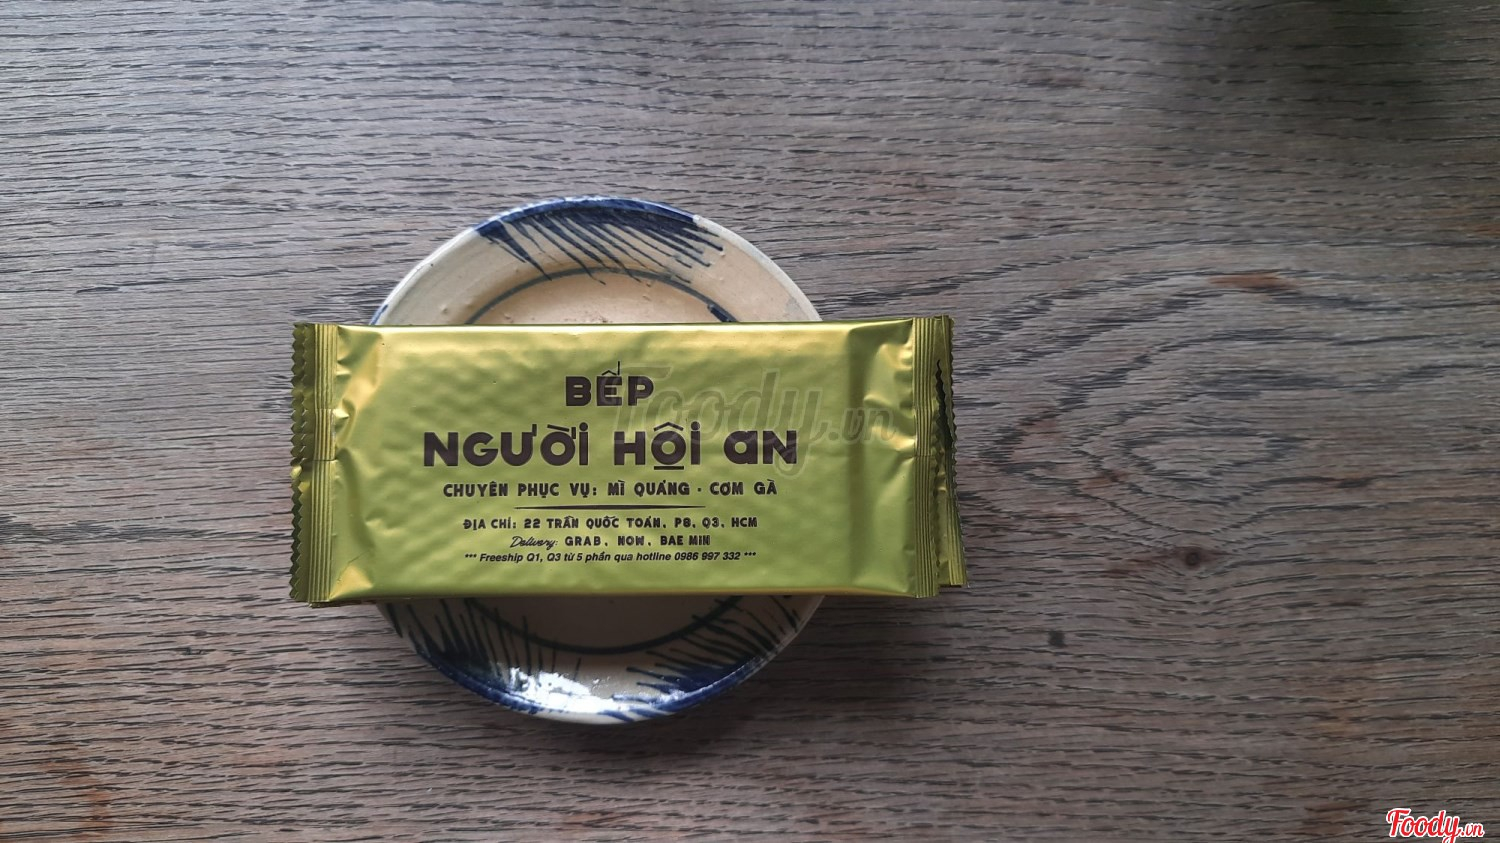 BẾP
NGƯỜI HỘI AN
CHUYÊN PHỤC VỤ: MÌ QUẢNG - CƠM GÀ
ĐỊA CHỈ: 22 TRẦN QUỐC TOẢN, P8, Q3, HCM
Delivery: GRAB, NOW, BAE MIN
*** Freeship Q1, Q3 từ 5 phần qua hotline 0986 997 332 ***
Foody.vn
Foody.vn